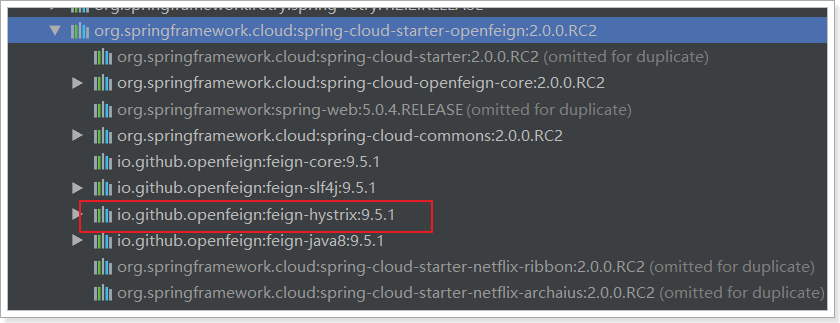 org.springframework.cloud:spring-cloud-starter-openfeign:2.0.0.RC2
org.springframework.cloud:spring-cloud-starter:2.0.0.RC2 (omitted for duplicate)
org.springframework.cloud:spring-cloud-openfeign-core:2.0.0.RC2
org.springframework:spring-web:5.0.4.RELEASE (omitted for duplicate)
org.springframework.cloud:spring-cloud-commons:2.0.0.RC2
io.github.openfeign:feign-core:9.5.1
io.github.openfeign:feign-slf4j:9.5.1
io.github.openfeign:feign-hystrix:9.5.1
io.github.openfeign:feign-java8:9.5.1
org.springframework.cloud:spring-cloud-starter-netflix-ribbon:2.0.0.RC2 (omitted for duplicate)
org.springframework.cloud:spring-cloud-starter-netflix-archaius:2.0.0.RC2 (omitted for duplicate)